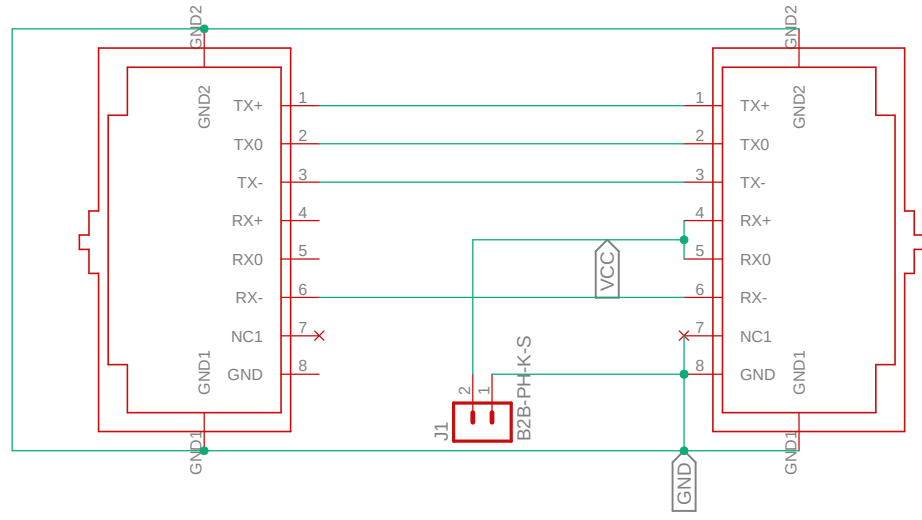 GND2
GND2
GND2
GND2
TX+ 1
1 TX+
TX0 2
2 TX0
TX- 3
3 TX-
RX+ 4
4 RX+
RX0 5
5 RX0
VCC
RX- 6
6 RX-
NC1 7
7 NC1
GND1
GND 8
8 GND
GND1
2
1
J1
B2B-PH-K-S
GND1
GND1
GND